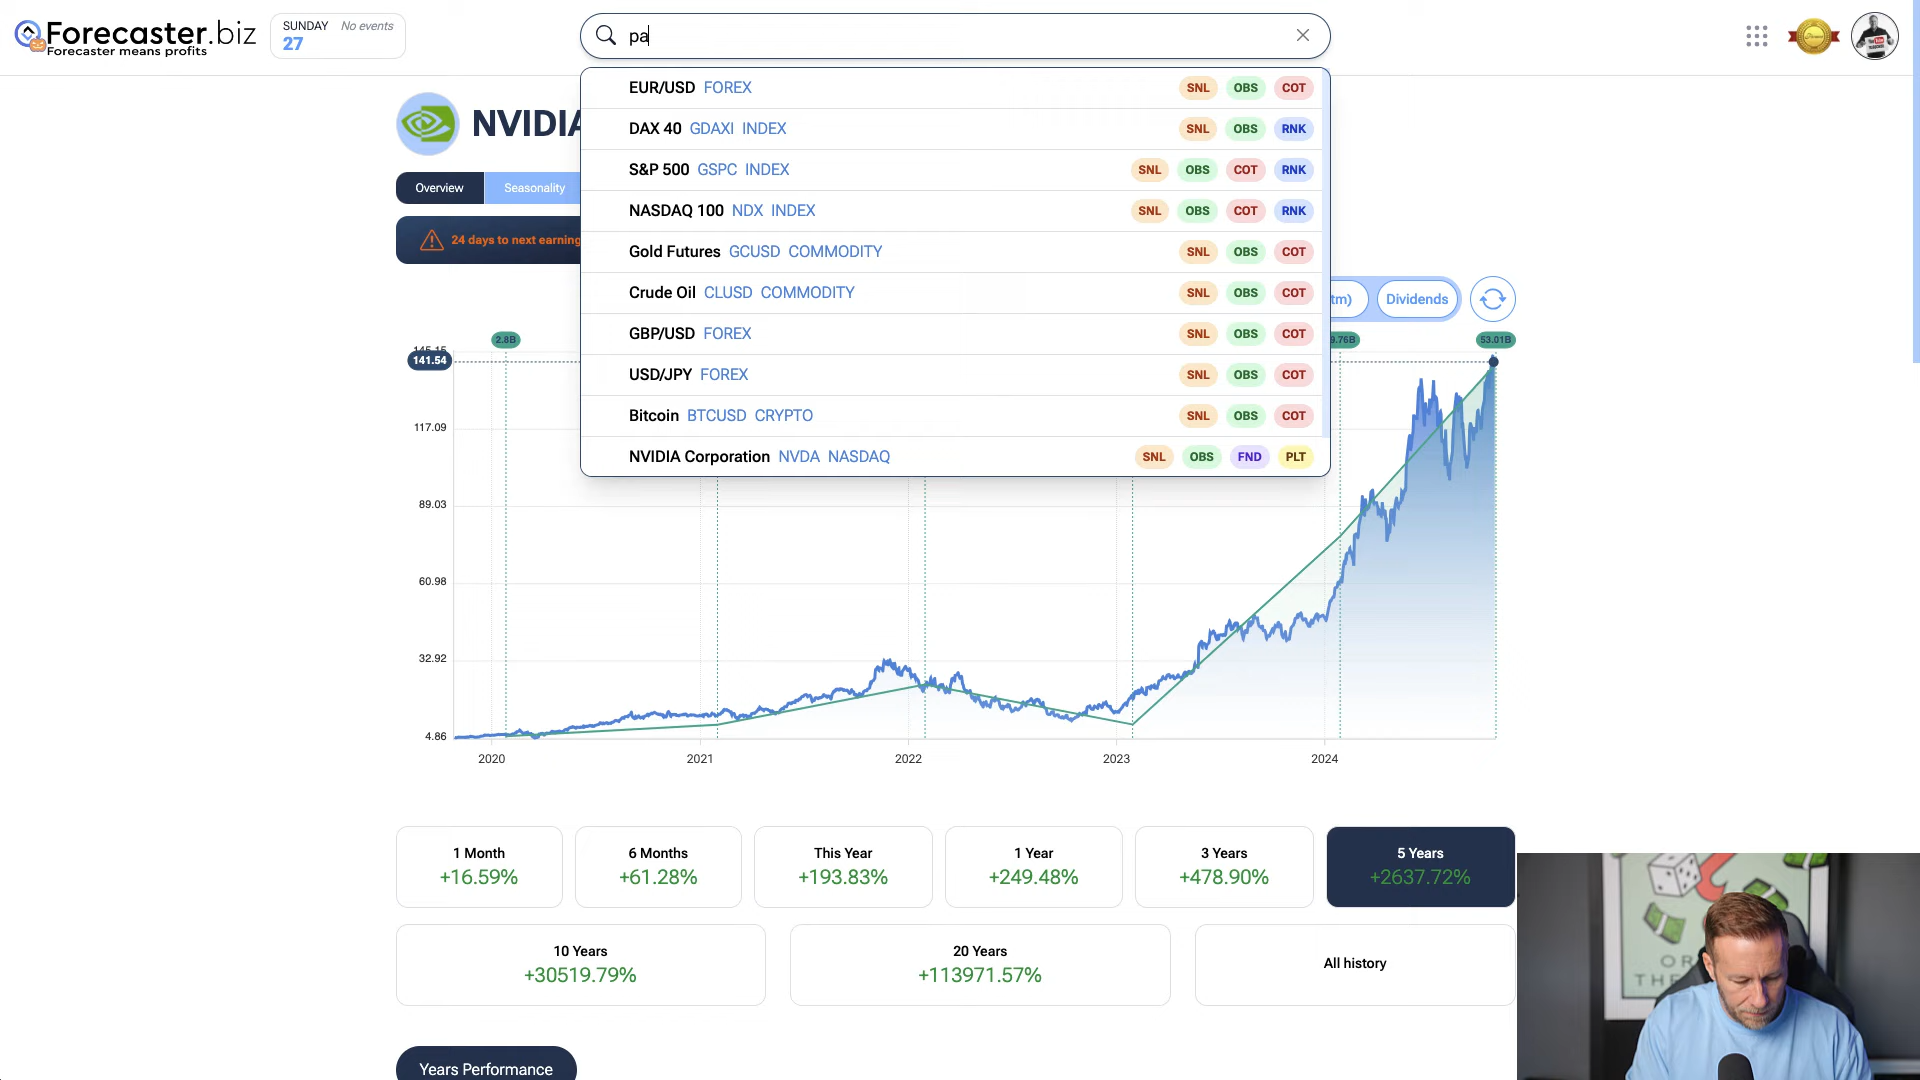 Forecaster.biz
Forecaster means profits
SUNDAY
No events
27
pa
EUR/USD FOREX SNL OBS COT
DAX 40 GDAXI INDEX SNL OBS RNK
S&P 500 GSPC INDEX SNL OBS COT RNK
NASDAQ 100 NDX INDEX SNL OBS COT RNK
Gold Futures GCUSD COMMODITY SNL OBS COT
Crude Oil CLUSD COMMODITY SNL OBS COT
GBP/USD FOREX SNL OBS COT
USD/JPY FOREX SNL OBS COT
Bitcoin BTCUSD CRYPTO SNL OBS COT
NVIDIA Corporation NVDA NASDAQ SNL OBS FND PLT
NVIDIA
Overview Seasonality
24 days to next earning
tm) Dividends
2.8B 9.76B 53.01B
141.54
117.09
89.03
60.98
32.92
4.86
2020 2021 2022 2023 2024
1 Month
+16.59%
6 Months
+61.28%
This Year
+193.83%
1 Year
+249.48%
3 Years
+478.90%
5 Years
+2637.72%
10 Years
+30519.79%
20 Years
+113971.57%
All history
Years Performance